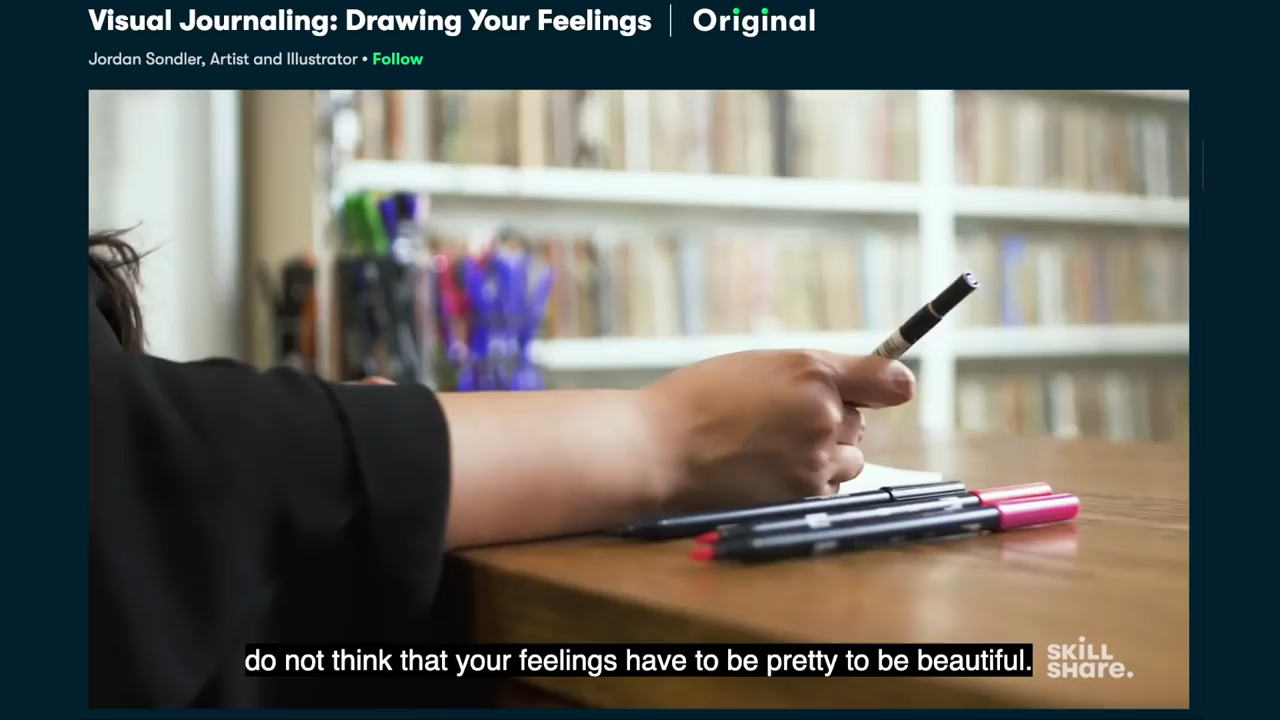 Visual Journaling: Drawing Your Feelings | Original
Jordan Sondler, Artist and Illustrator • Follow
do not think that your feelings have to be pretty to be beautiful.
SKILL
SHARE.